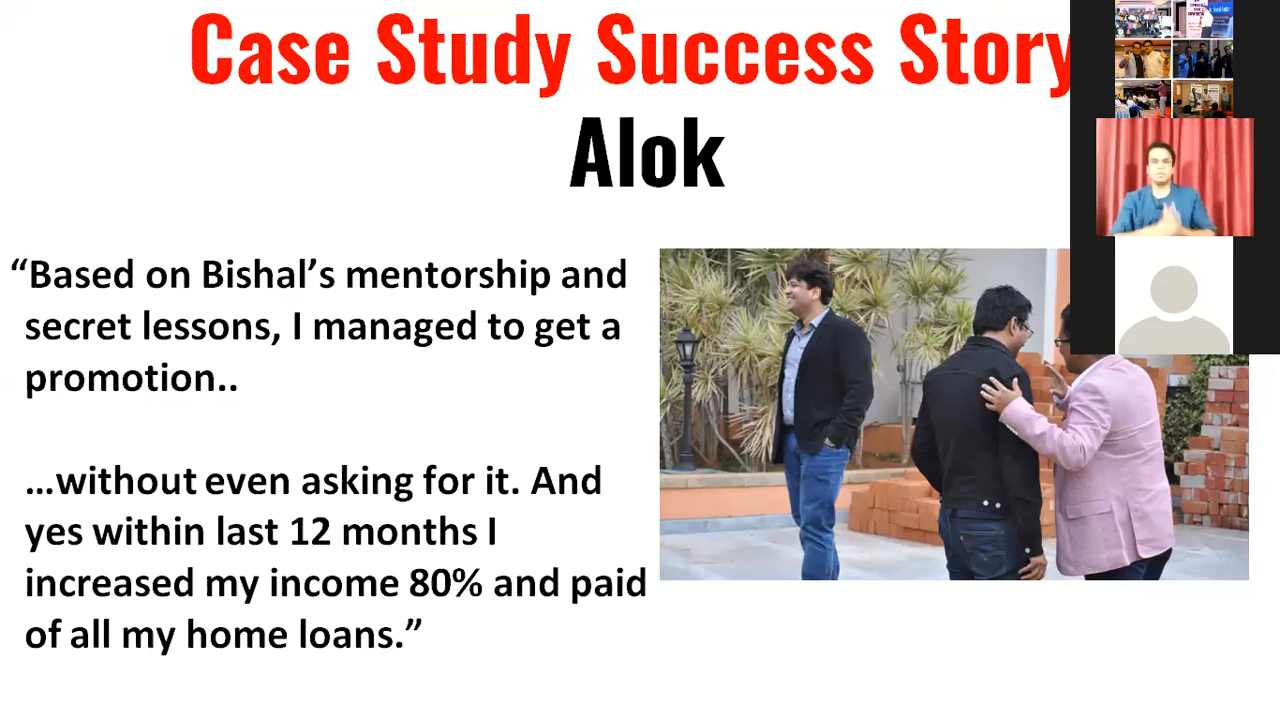 Case Study Success Story
Alok
“Based on Bishal’s mentorship and
secret lessons, I managed to get a
promotion..
...without even asking for it. And
yes within last 12 months I
increased my income 80% and paid
of all my home loans.”